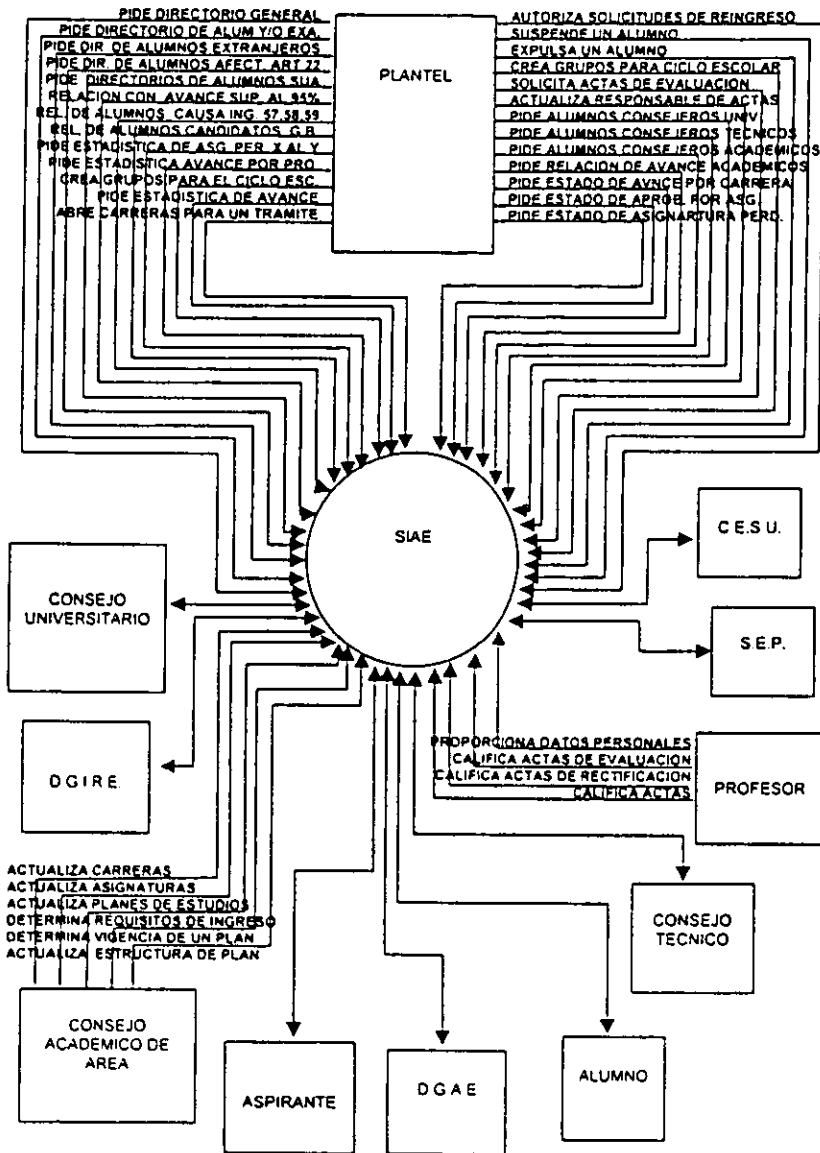 PIDE DIRECTORIO GENERAL
PIDE DIRECTORIO DE ALUM Y/O EXA.
PIDE DIR. DE ALUMNOS EXTRANJEROS
PIDE DIR. DE ALUMNOS AFECT. ART 22
PIDE DIRECTORIOS DE ALUMNOS SUA
RELACION CON AVANCE SUP. AL 95%
REL. DE ALUMNOS CAUSA ING. 57,58,59
REL. DE ALUMNOS CANDIDATOS G.B.
PIDE ESTADISTICA DE ASG. PER. X AL Y
PIDE ESTADISTICA AVANCE POR PRO.
CREA GRUPOS PARA EL CICLO ESC.
PIDE ESTADISTICA DE AVANCE
ABRE CARRERAS PARA UN TRAMITE
PLANTEL
AUTORIZA SOLICITUDES DE REINGRESO
SUSPENDE UN ALUMNO
EXPULSA UN ALUMNO
CREA GRUPOS PARA CICLO ESCOLAR
SOLICITA ACTAS DE EVALUACION
ACTUALIZA RESPONSABLE DE ACTAS
PIDE ALUMNOS CONSEJEROS UNIV.
PIDE ALUMNOS CONSEJEROS TECNICOS
PIDE ALUMNOS CONSEJEROS ACADEMICOS
PIDE RELACION DE AVANCE ACADEMICOS
PIDE ESTADO DE AVNCE POR CARRERA
PIDE ESTADO DE APROB. POR ASG.
PIDE ESTADO DE ASIGNARTURA PERD.
SIAE
C.E.S.U.
CONSEJO
UNIVERSITARIO
S.E.P.
D G I R E
PROPORCIONA DATOS PERSONALES
CALIFICA ACTAS DE EVALUACION
CALIFICA ACTAS DE RECTIFICACION
CALIFICA ACTAS
PROFESOR
ACTUALIZA CARRERAS
ACTUALIZA ASIGNATURAS
ACTUALIZA PLANES DE ESTUDIOS
DETERMINA REQUISITOS DE INGRESO
DETERMINA VIGENCIA DE UN PLAN
ACTUALIZA ESTRUCTURA DE PLAN
CONSEJO
TECNICO
CONSEJO
ACADEMICO DE
AREA
ASPIRANTE
D G A E
ALUMNO